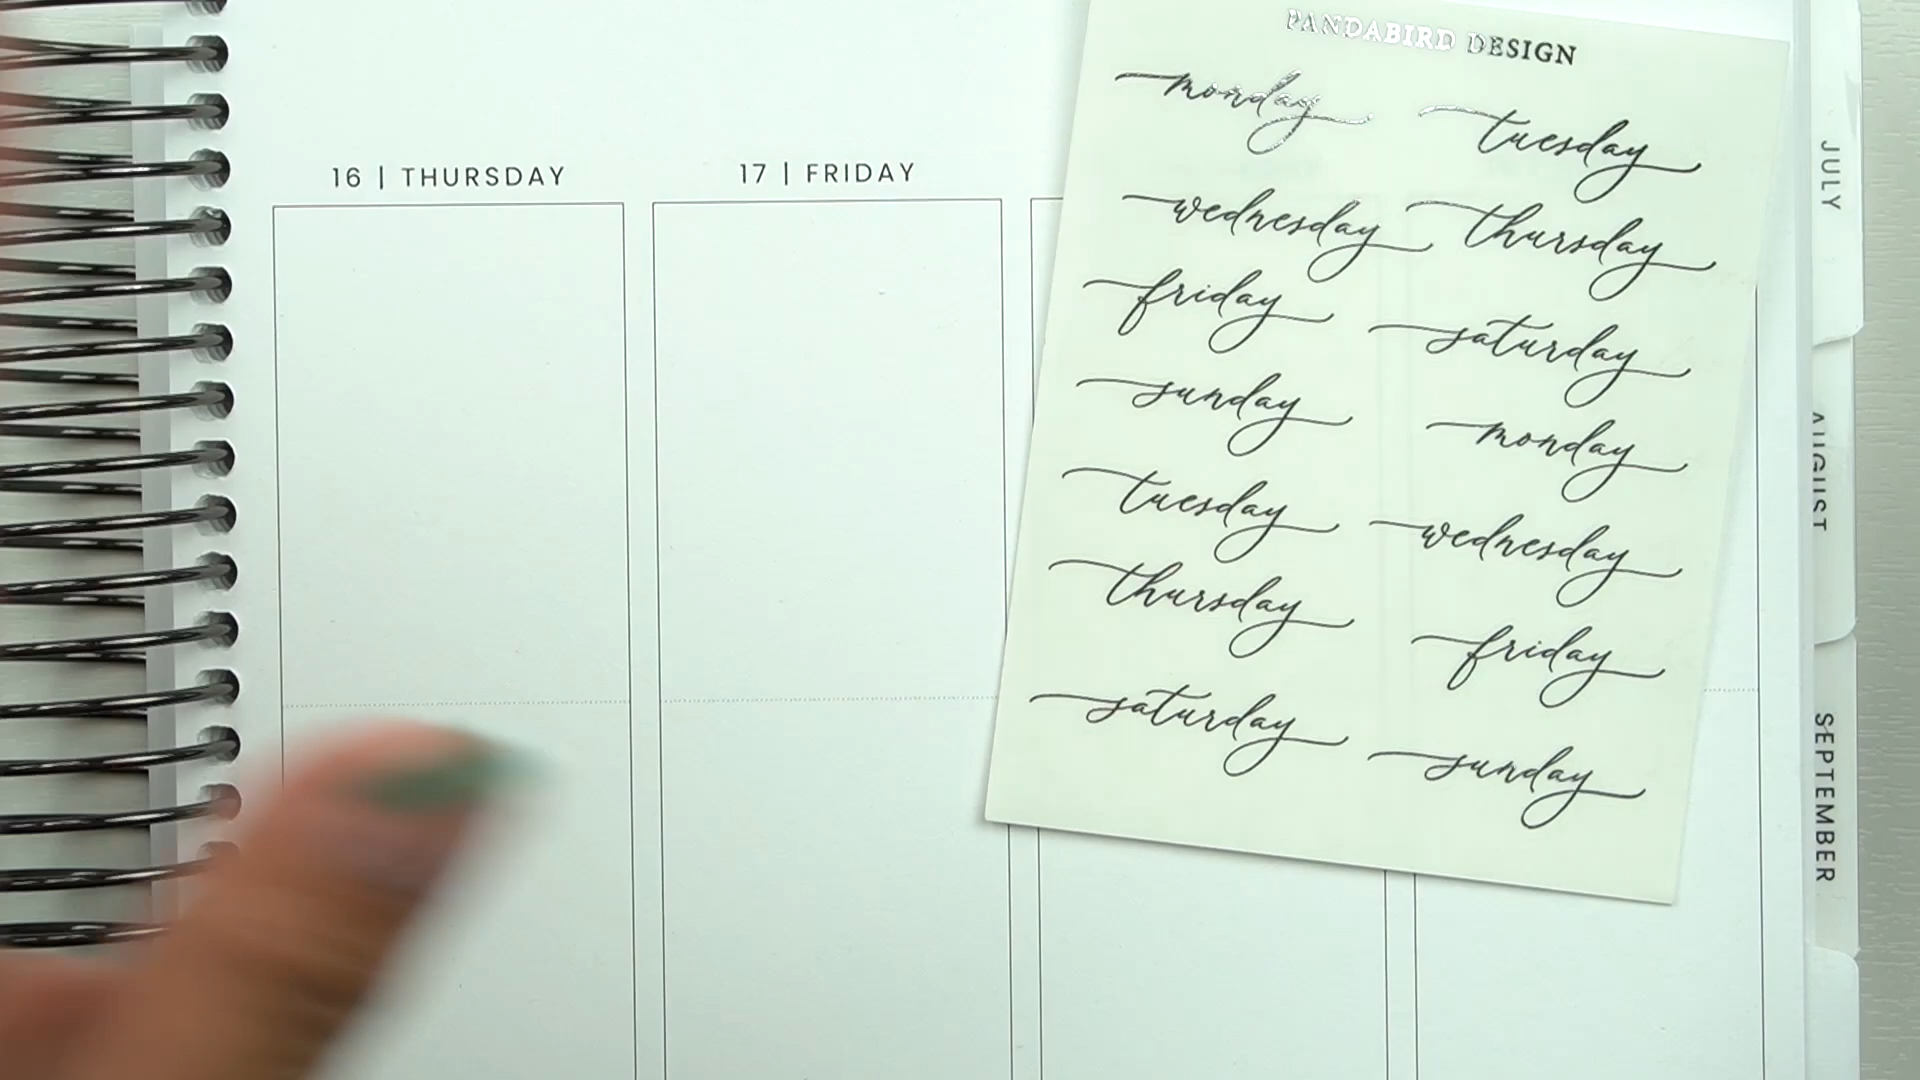 16 | THURSDAY
17 | FRIDAY
PANDABIRD DESIGN
monday
tuesday
wednesday
thursday
friday
saturday
sunday
monday
tuesday
wednesday
thursday
friday
saturday
sunday
JULY
AUGUST
SEPTEMBER